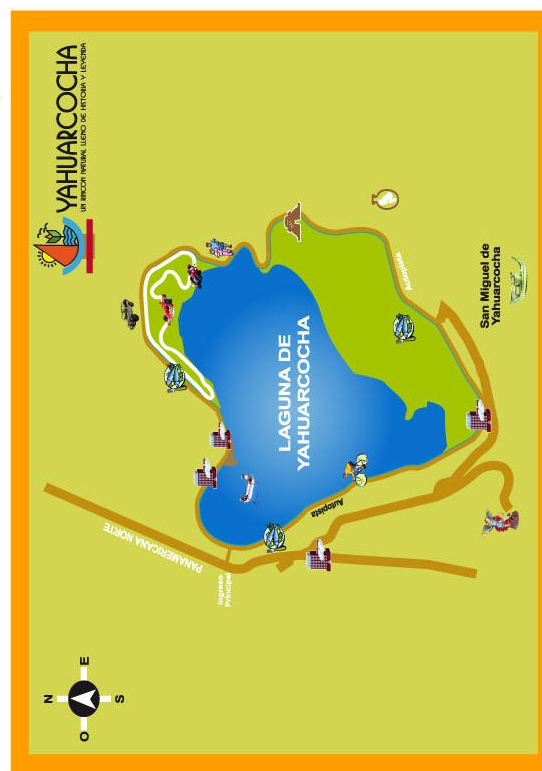 YAHUARCOCHA
UN RINCON NATURAL LLENO DE HISTORIA Y LEYENDA
Autopista
San Miguel de
Yahuarcocha
LAGUNA DE
YAHUARCOCHA
Autopista
PANAMERICANA NORTE
Ingreso
Principal
N
E
S
O